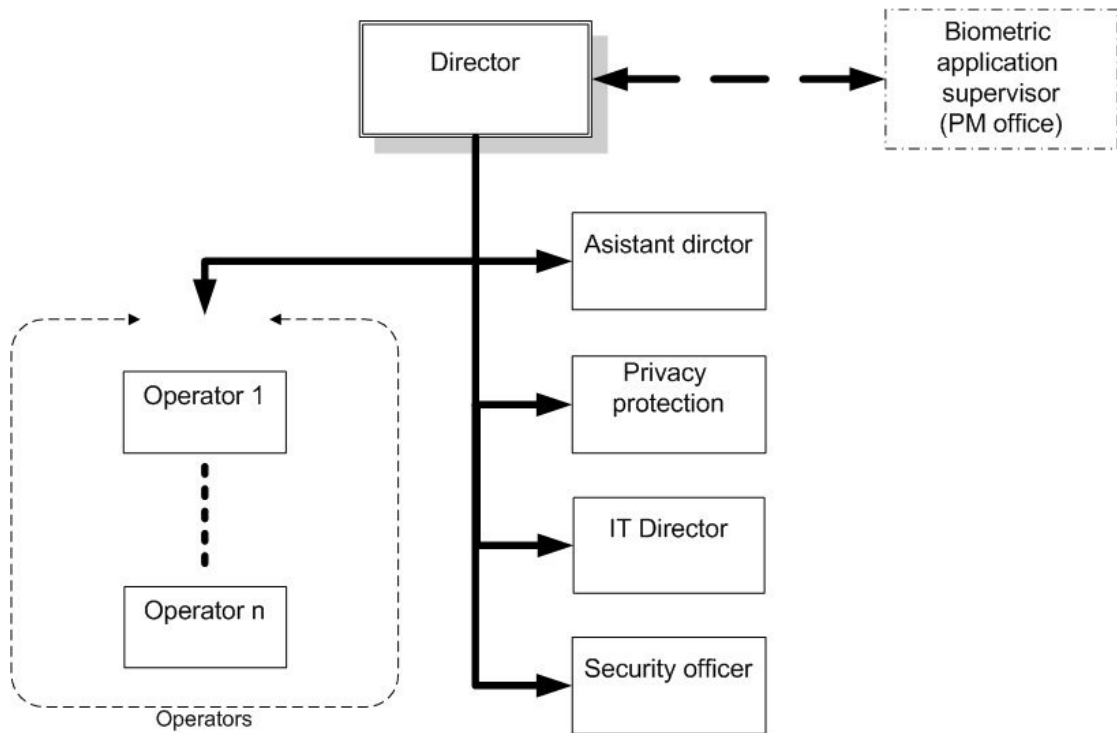 Director
Biometric
application
supervisor
(PM office)
Asistant dirctor
Privacy
protection
IT Director
Security officer
Operator 1
Operator n
Operators